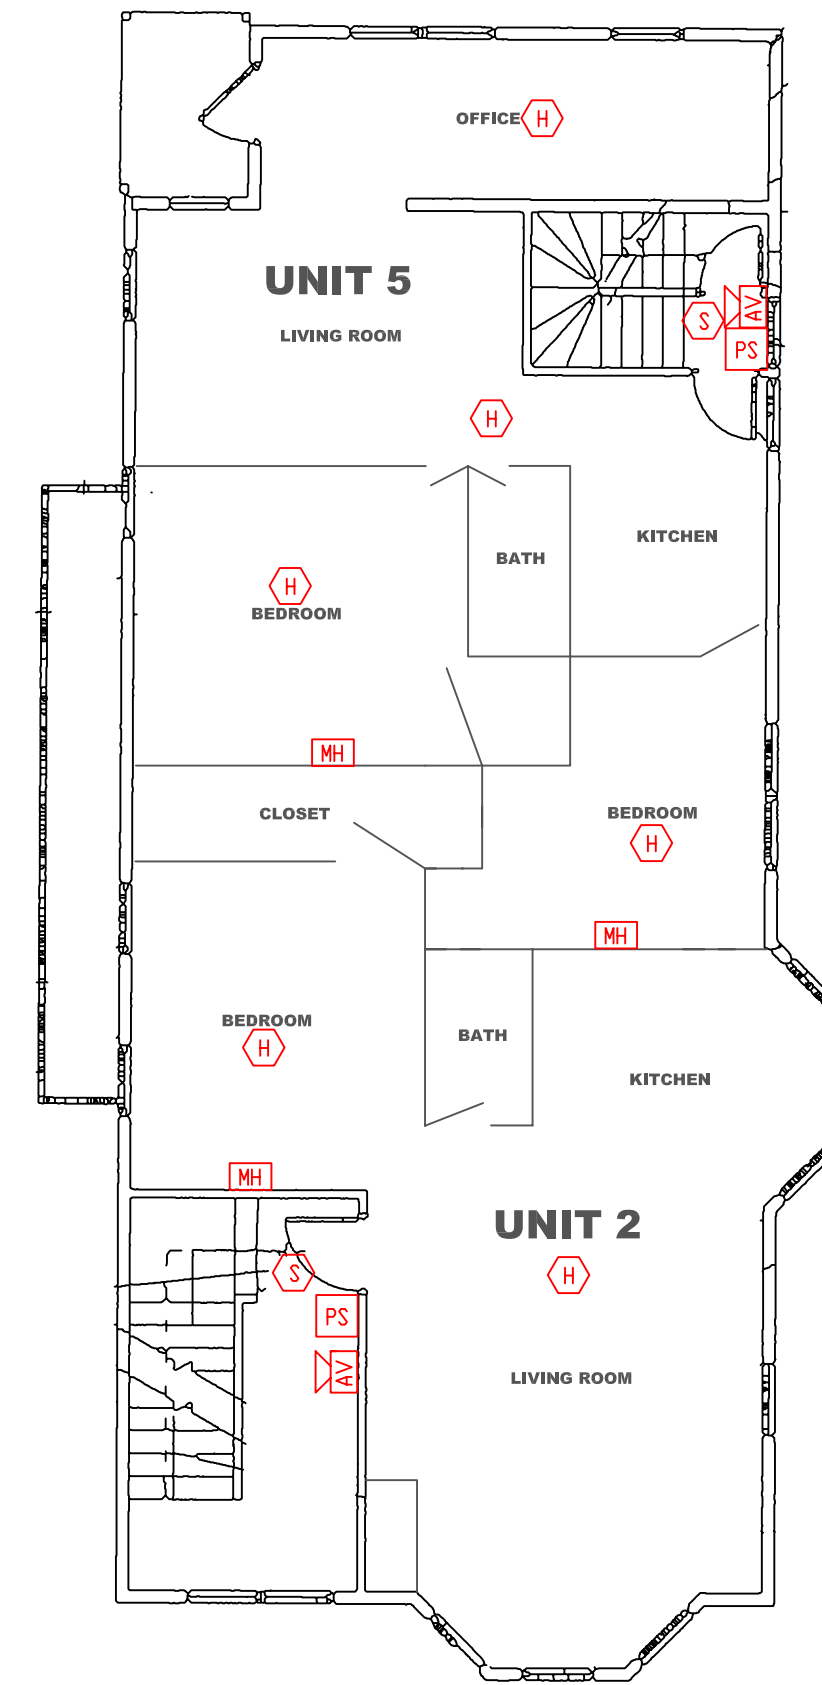 OFFICE H
UNIT 5
AV
S
PS
LIVING ROOM
H
KITCHEN
BATH
H
BEDROOM
MH
CLOSET
BEDROOM
H
MH
BEDROOM
H
BATH
KITCHEN
MH
UNIT 2
S
H
PS
AV
LIVING ROOM